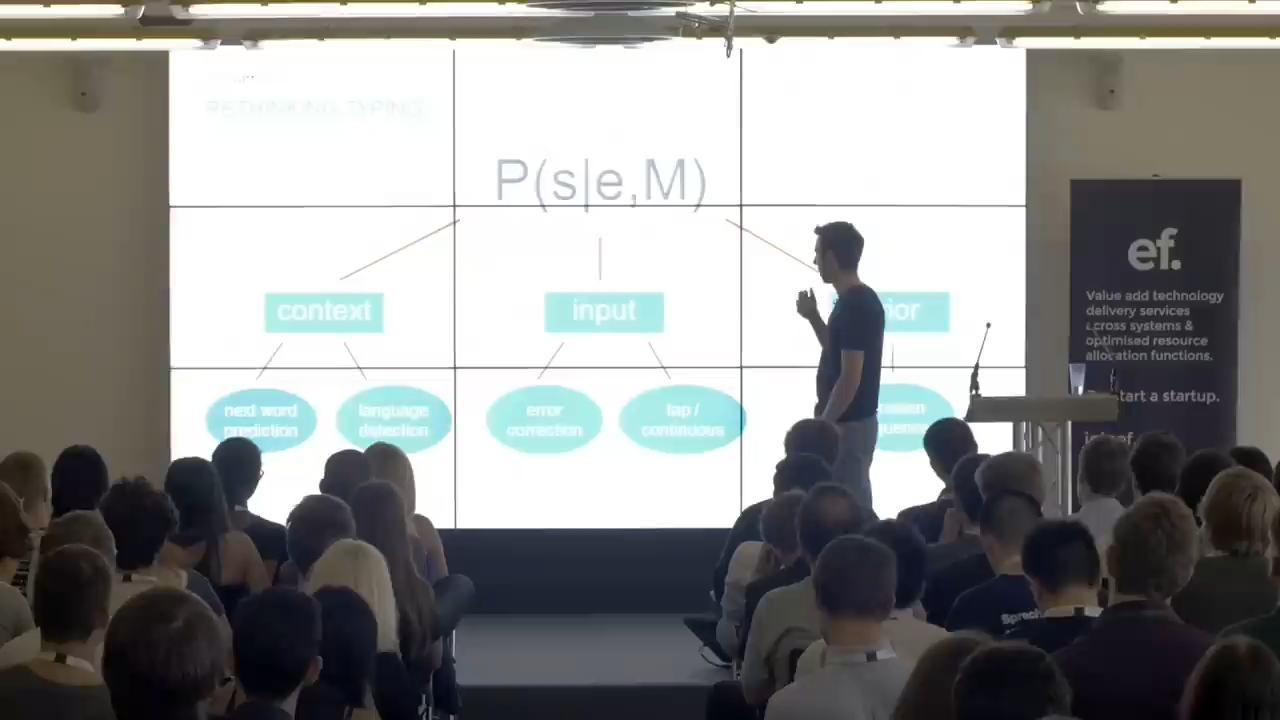 RETHINKING TYPING
P(s|e,M)
context
input
ior
next word
prediction
language
detection
error
correction
tap /
continuous
ef.
Value add technology
delivery services
across systems &
optimised resource
allocation functions.
start a startup.